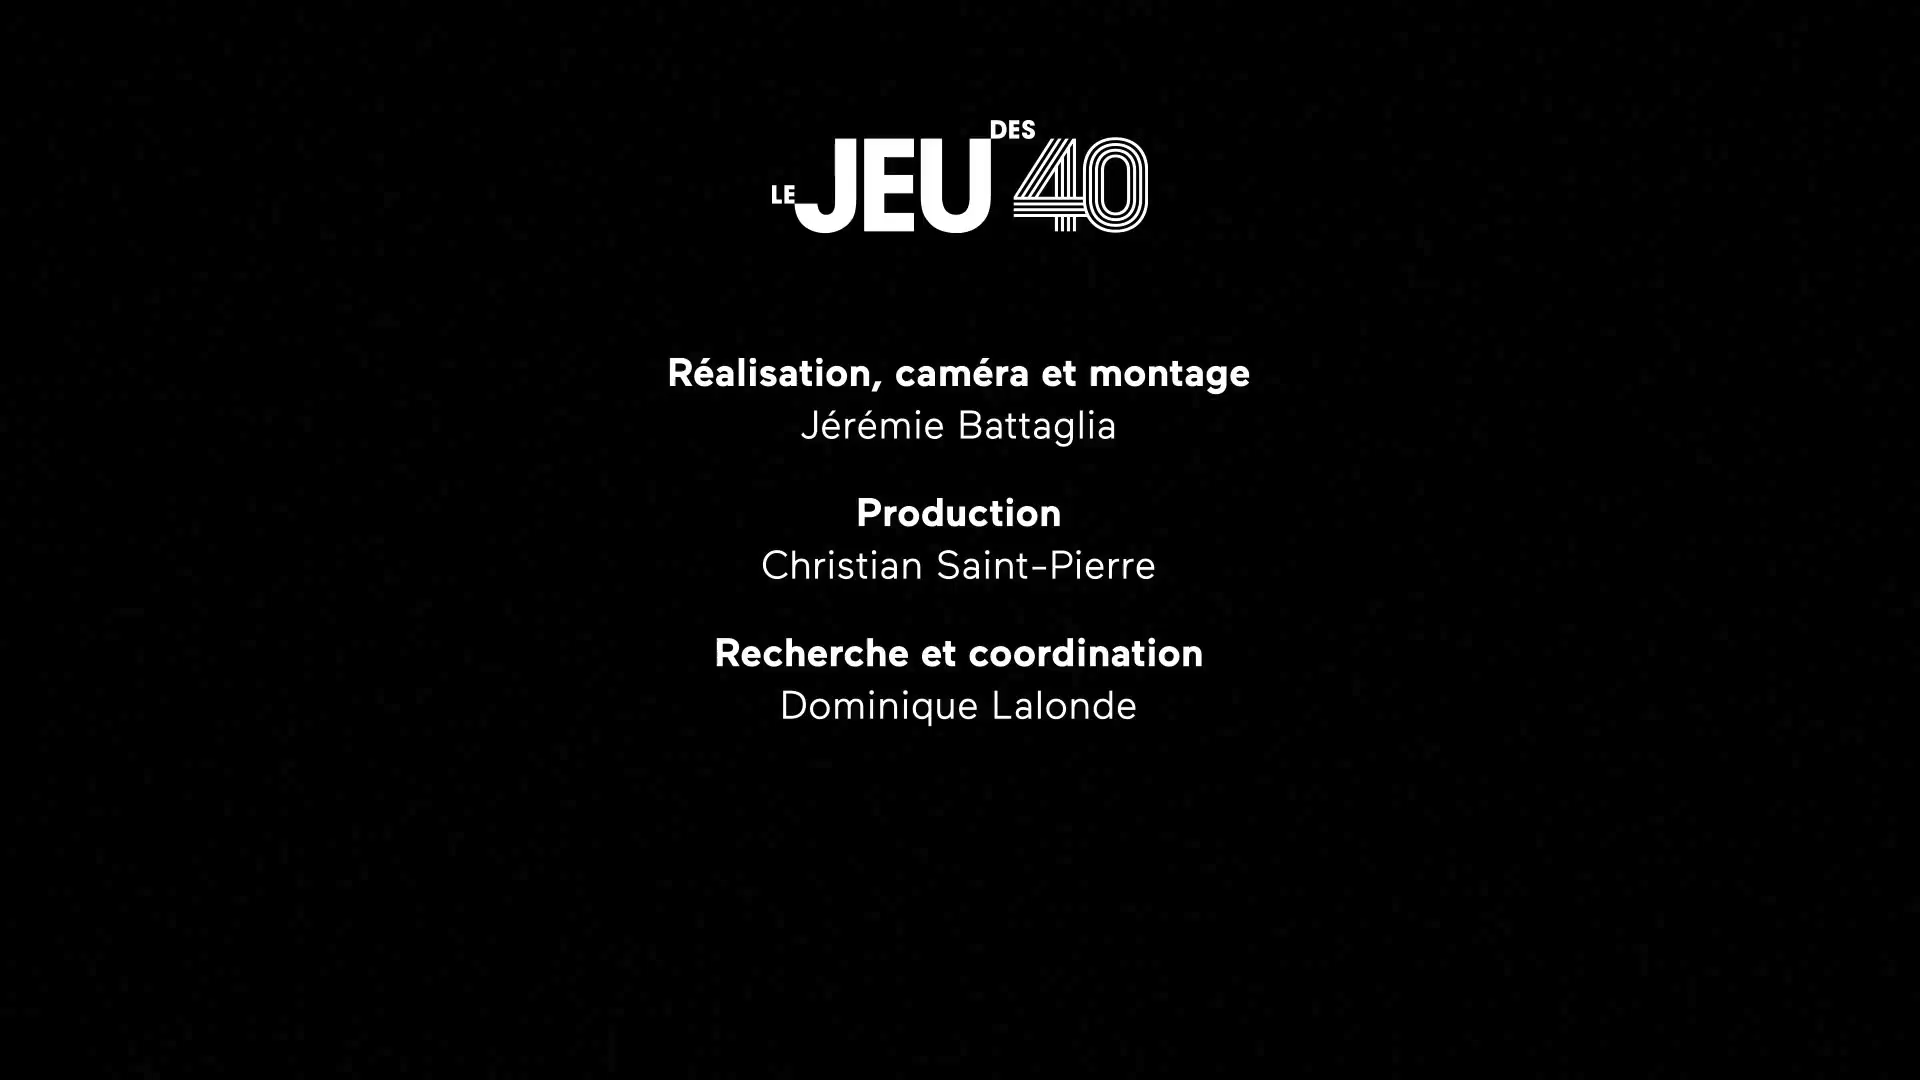 LE JEU DES 40
Réalisation, caméra et montage
Jérémie Battaglia
Production
Christian Saint-Pierre
Recherche et coordination
Dominique Lalonde